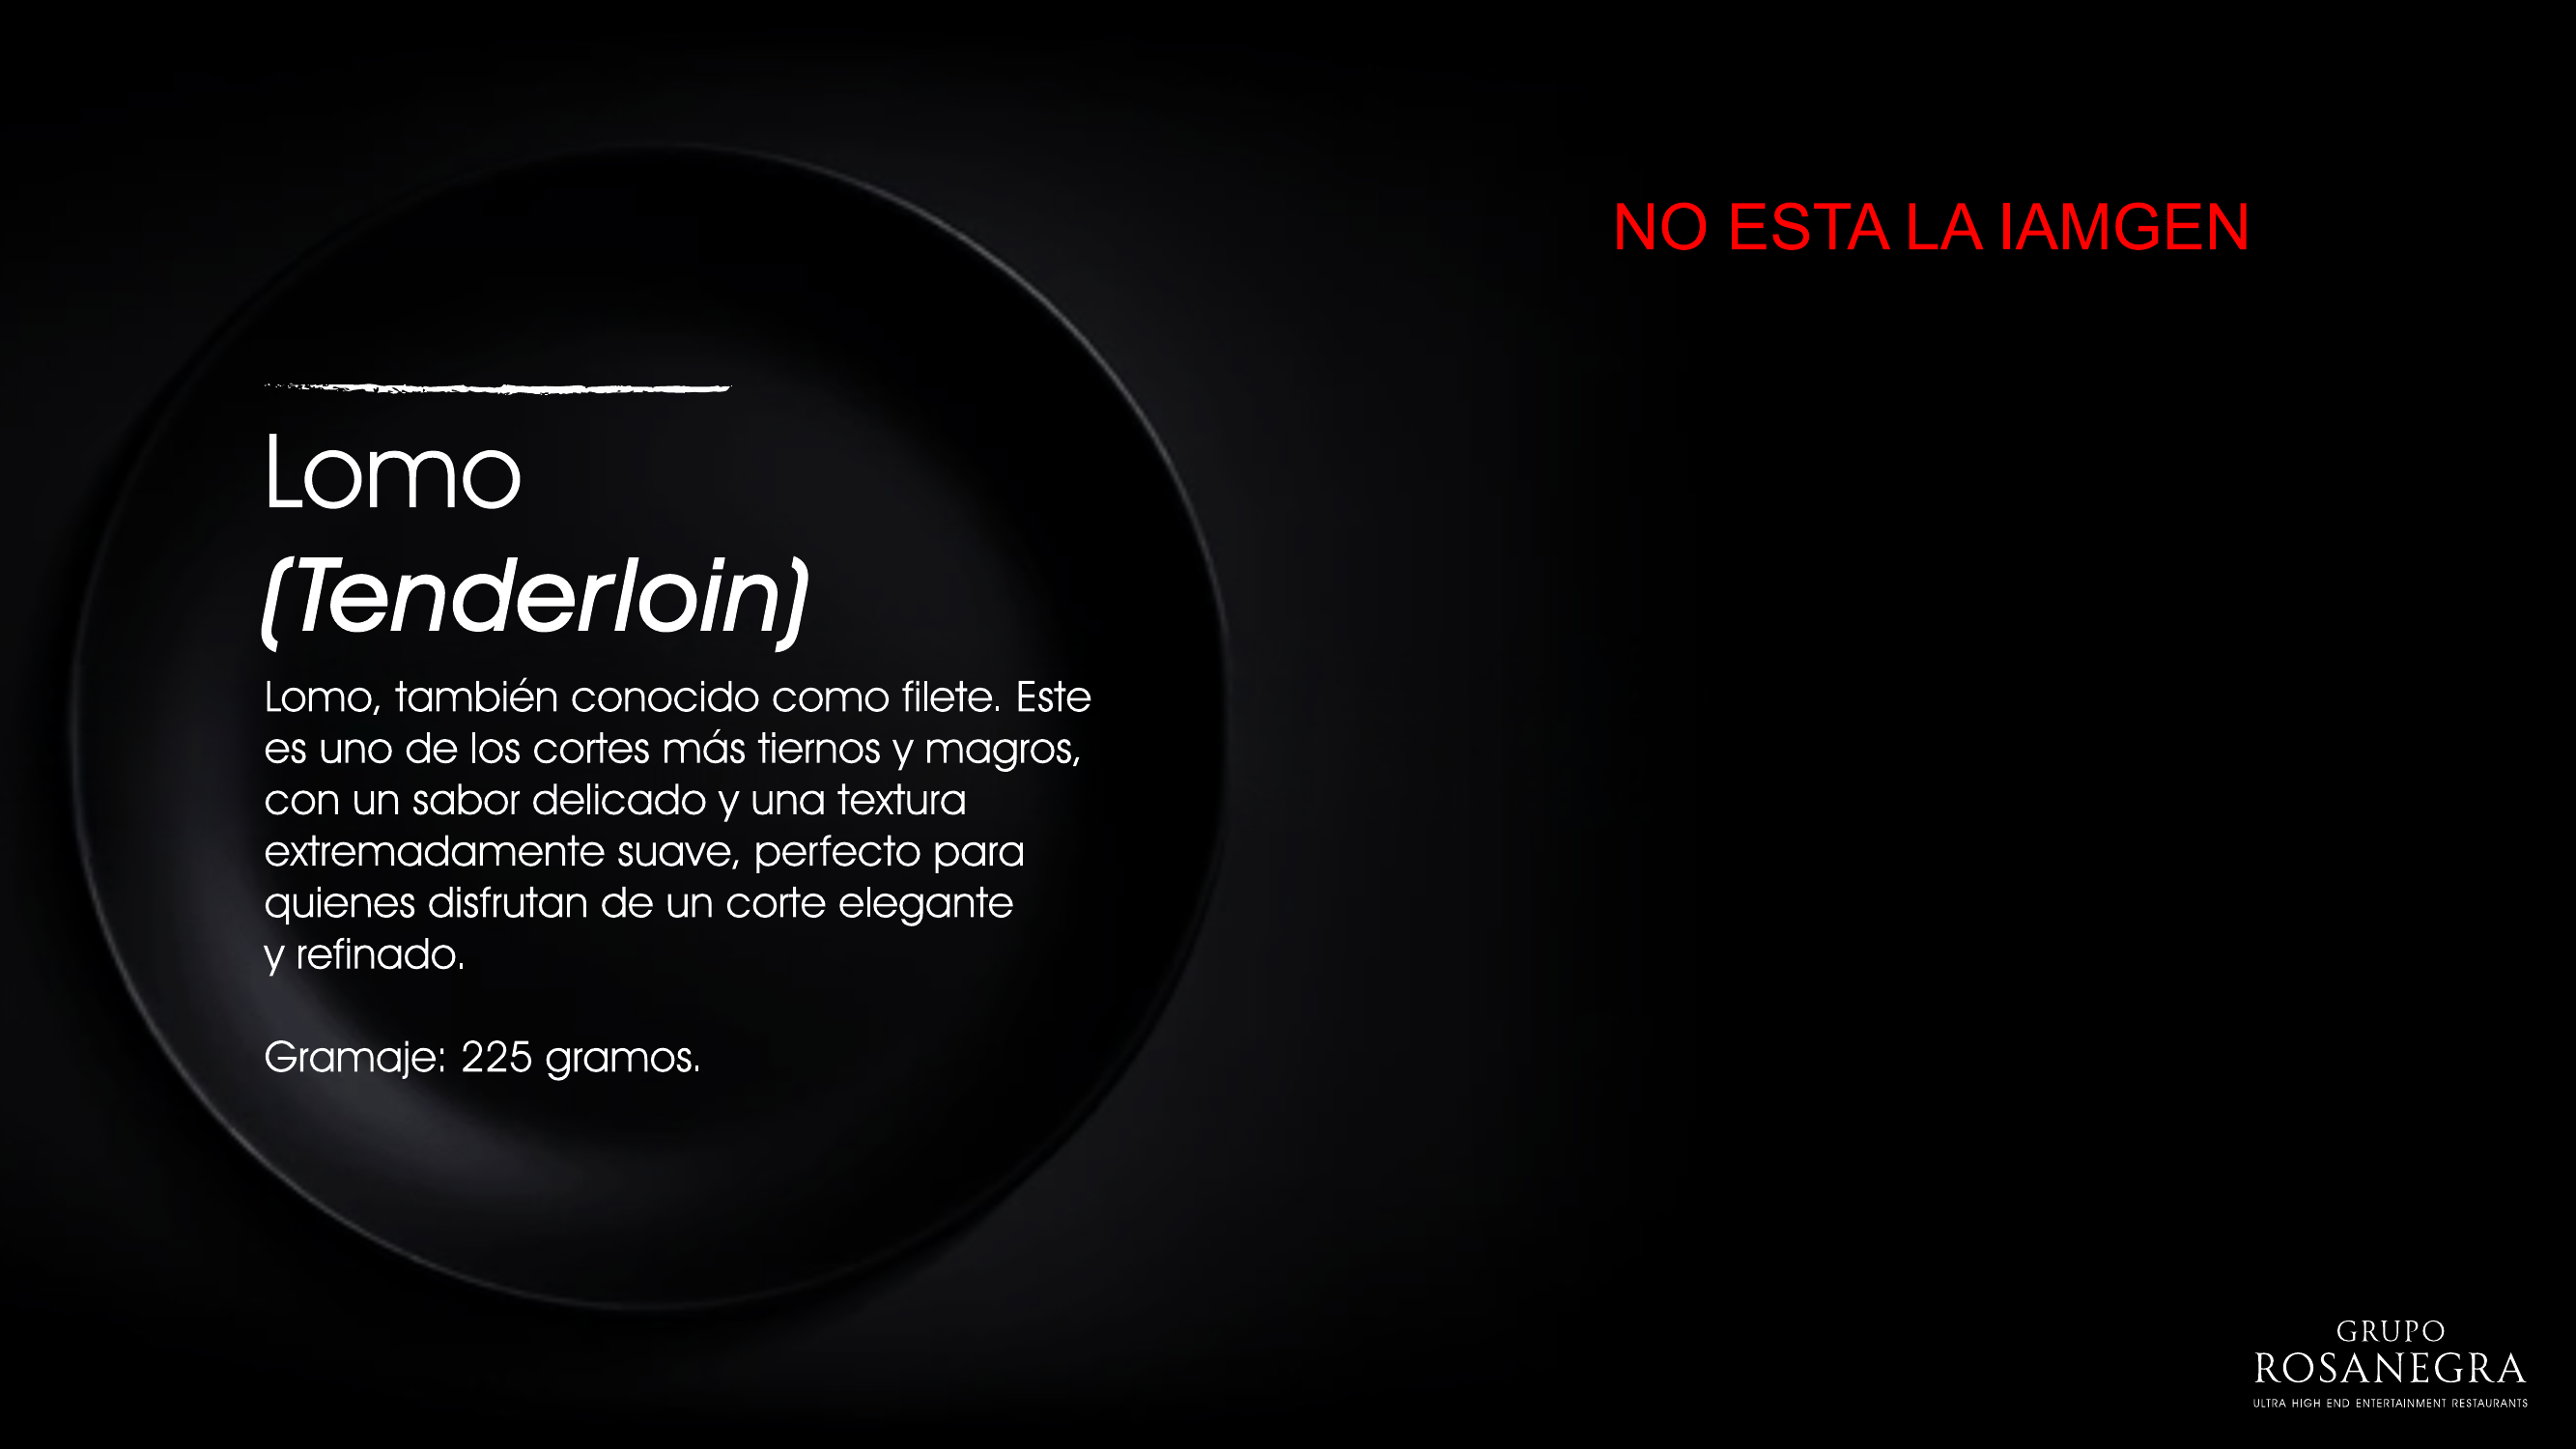 NO ESTA LA IAMGEN
Lomo
(Tenderloin)
Lomo, también conocido como filete. Este
es uno de los cortes más tiernos y magros,
con un sabor delicado y una textura
extremadamente suave, perfecto para
quienes disfrutan de un corte elegante
y refinado.
Gramaje: 225 gramos.
GRUPO
ROSANEGRA
ULTRA HIGH END ENTERTAINMENT RESTAURANTS